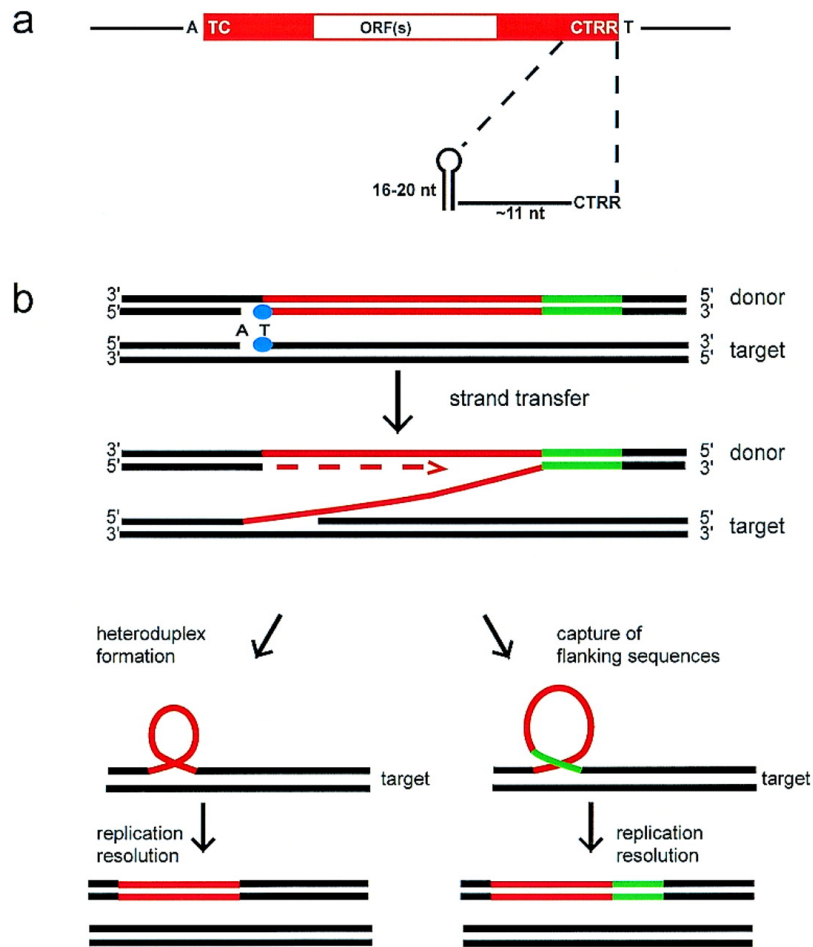 a
A TC ORF(s) CTRR T
16-20 nt
~11 nt
CTRR
b
3' 5' donor
5' 3'
A T
5' 3' target
3' 5'
strand transfer
3' 5' donor
5' 3'
5' 5' target
3' 3'
heteroduplex
formation
capture of
flanking sequences
target
target
replication
resolution
replication
resolution